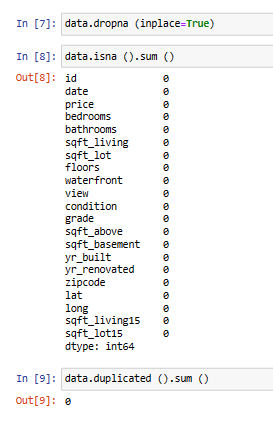 In [7]: data.dropna (inplace=True)
In [8]: data.isna ().sum ()
Out[8]: id 0
date 0
price 0
bedrooms 0
bathrooms 0
sqft_living 0
sqft_lot 0
floors 0
waterfront 0
view 0
condition 0
grade 0
sqft_above 0
sqft_basement 0
yr_built 0
yr_renovated 0
zipcode 0
lat 0
long 0
sqft_living15 0
sqft_lot15 0
dtype: int64
In [9]: data.duplicated ().sum ()
Out[9]: 0